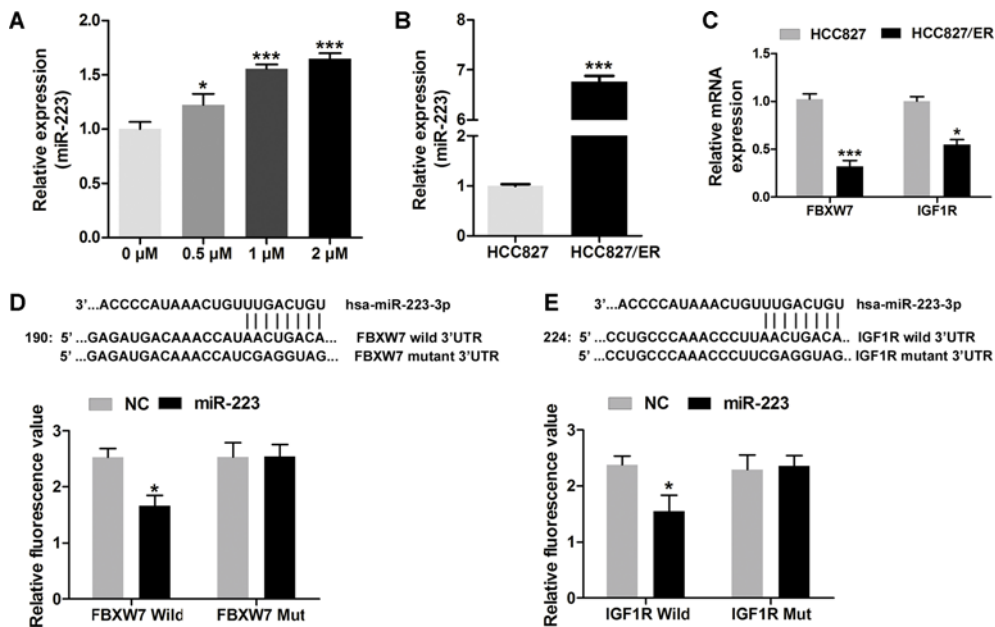 A
Relative expression
(miR-223)
2.0
1.5
1.0
0.5
0.0
*
***
***
0 µM
0.5 µM
1 µM
2 µM
B
Relative expression
(miR-223)
8
7
6
2
1
0
***
HCC827
HCC827/ER
C
HCC827
HCC827/ER
Relative mRNA
expression
1.5
1.0
0.5
0.0
***
*
FBXW7
IGF1R
D
3’...ACCCCAUAAACUGUUUGACUGU hsa-miR-223-3p
190: 5’ ...GAGAUGACAAACCAUAACUGACA... FBXW7 wild 3’UTR
5’ ...GAGAUGACAAACCAUCGAGGUAG... FBXW7 mutant 3’UTR
NC
miR-223
Relative fluorescence value
3
2
1
0
*
FBXW7 Wild
FBXW7 Mut
E
3’...ACCCCAUAAACUGUUUGACUGU hsa-miR-223-3p
224: 5’ ...CCUGCCCAAACCCUUAACUGACA.. IGF1R wild 3’UTR
5’ ...CCUGCCCAAACCCUUCGAGGUAG.. IGF1R mutant 3’UTR
NC
miR-223
Relative fluorescence value
3
2
1
0
*
IGF1R Wild
IGF1R Mut